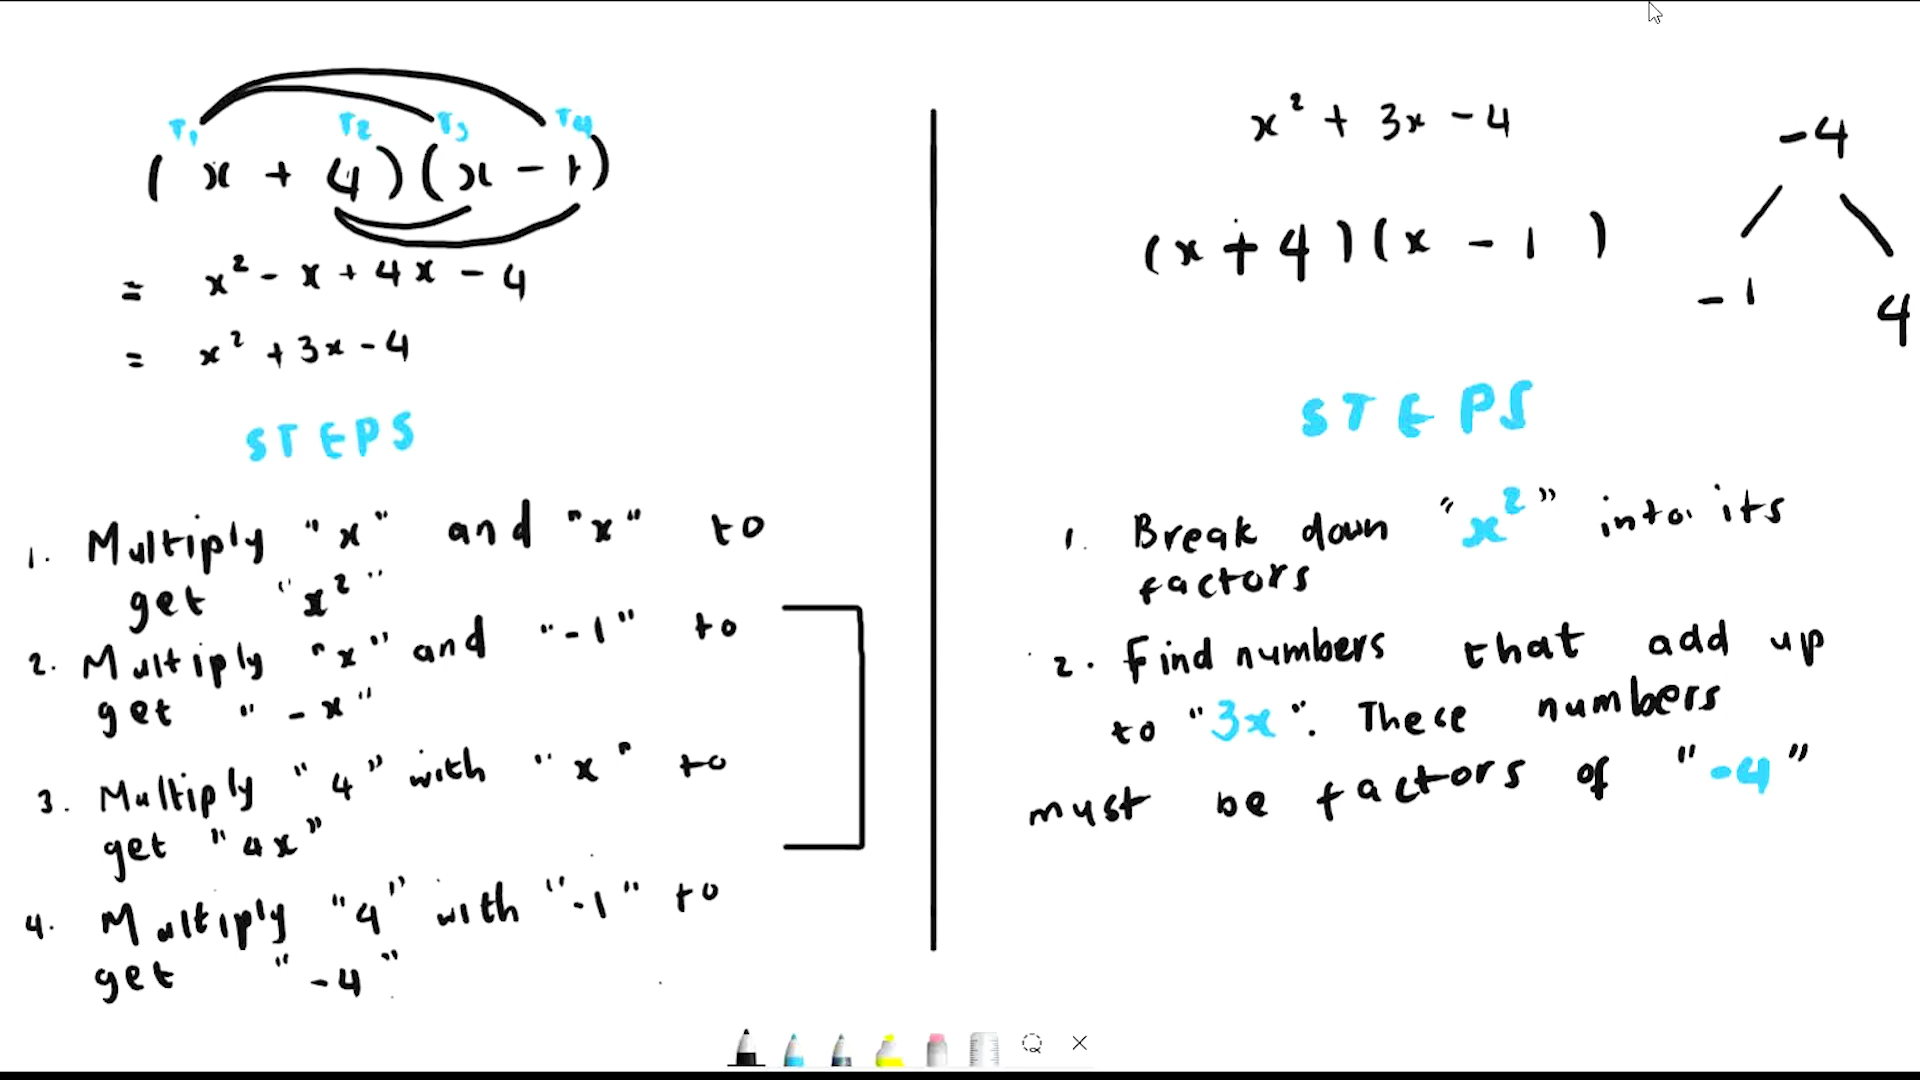 T1 T2 T3 T4
(x + 4)(x - 1)
= x² - x + 4x - 4
= x² + 3x - 4
STEPS
1. Multiply "x" and "x" to
get "x²"
2. Multiply "x" and "-1" to
get "-x"
3. Multiply "4" with "x" to
get "4x"
4. Multiply "4" with "-1" to
get "-4"
x² + 3x - 4
-4
(x + 4)(x - 1)
-1 4
STEPS
1. Break down "x²" into its
factors
2. Find numbers that add up
to "3x". These numbers
must be factors of "-4"